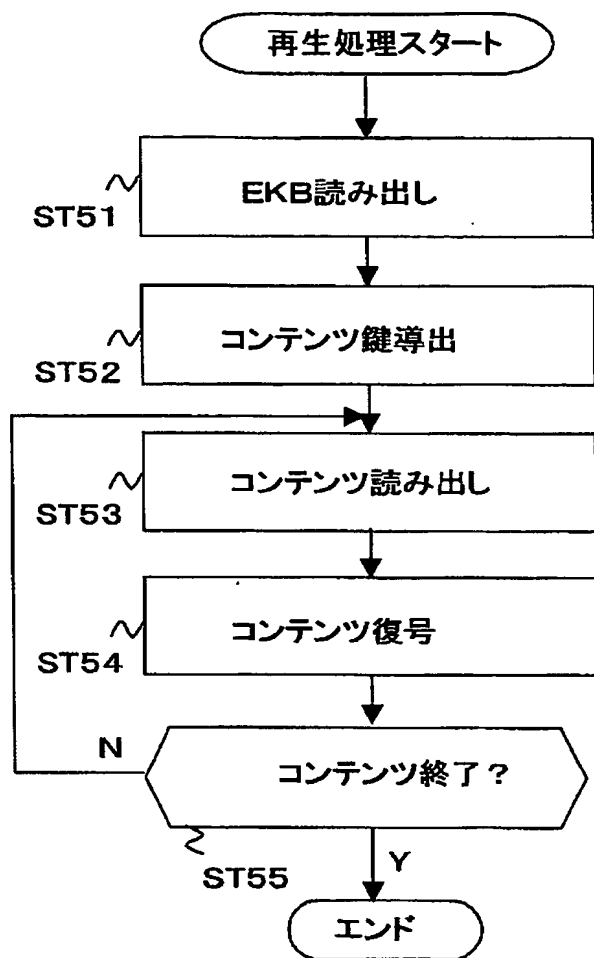 再生処理スタート
EKB読み出し
ST51
コンテンツ鍵導出
ST52
コンテンツ読み出し
ST53
コンテンツ復号
ST54
N
コンテンツ終了？
ST55
Y
エンド